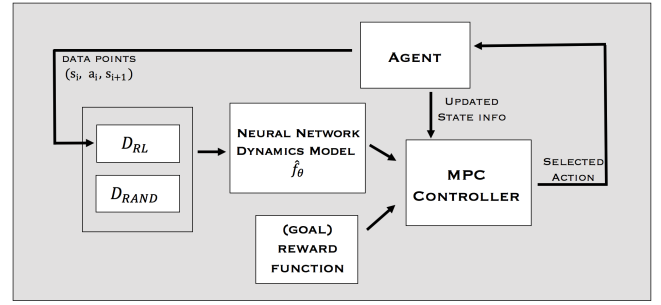 DATA POINTS
(sᵢ, aᵢ, sᵢ₊₁)
AGENT
UPDATED
STATE INFO
D_RL
D_RAND
NEURAL NETWORK
DYNAMICS MODEL
f̂_θ
MPC
CONTROLLER
SELECTED
ACTION
(GOAL)
REWARD
FUNCTION